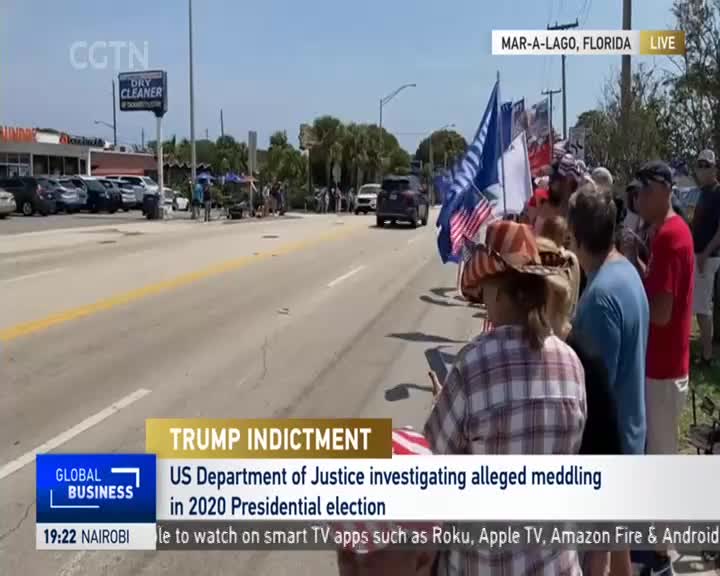 CGTN
MAR-A-LAGO, FLORIDA LIVE
DRY
CLEANER
TRUMP INDICTMENT
US Department of Justice investigating alleged meddling
in 2020 Presidential election
GLOBAL
BUSINESS
19:22 NAIROBI
le to watch on smart TV apps such as Roku, Apple TV, Amazon Fire & Android